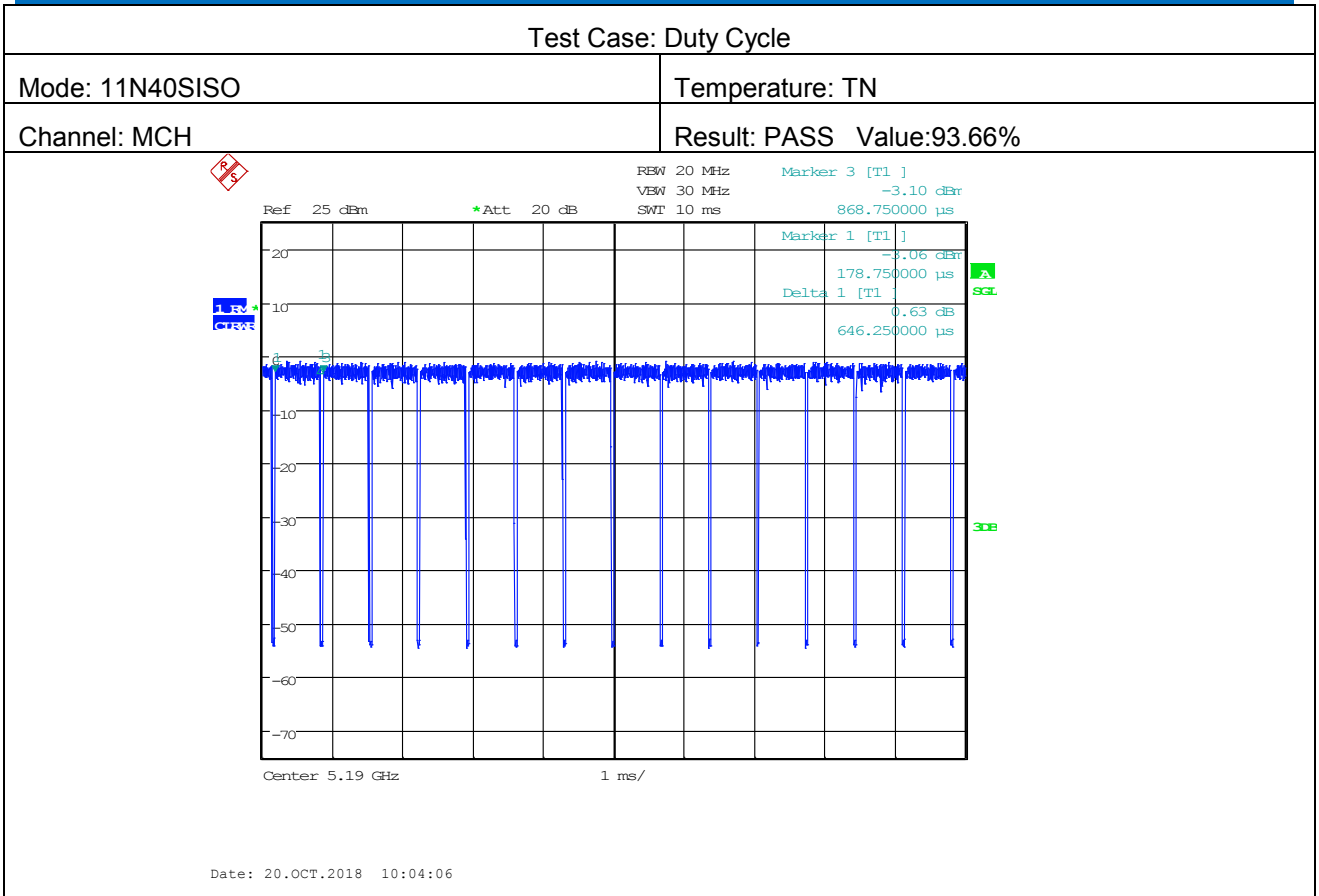 Test Case: Duty Cycle
Mode: 11N40SISO Temperature: TN
Channel: MCH Result: PASS Value:93.66%
R S
RBW 20 MHz Marker 3 [T1 ]
VBW 30 MHz -3.10 dBm
Ref 25 dBm *Att 20 dB SWT 10 ms 868.750000 µs
Marker 1 [T1 ]
20 -3.06 dBm
178.750000 µs A
Delta 1 [T1 ] SGL
1 RM * 10 0.63 dB
646.250000 µs
1 1
-10
-20
-30 3DB
-40
-50
-60
-70
Center 5.19 GHz 1 ms/
Date: 20.OCT.2018 10:04:06